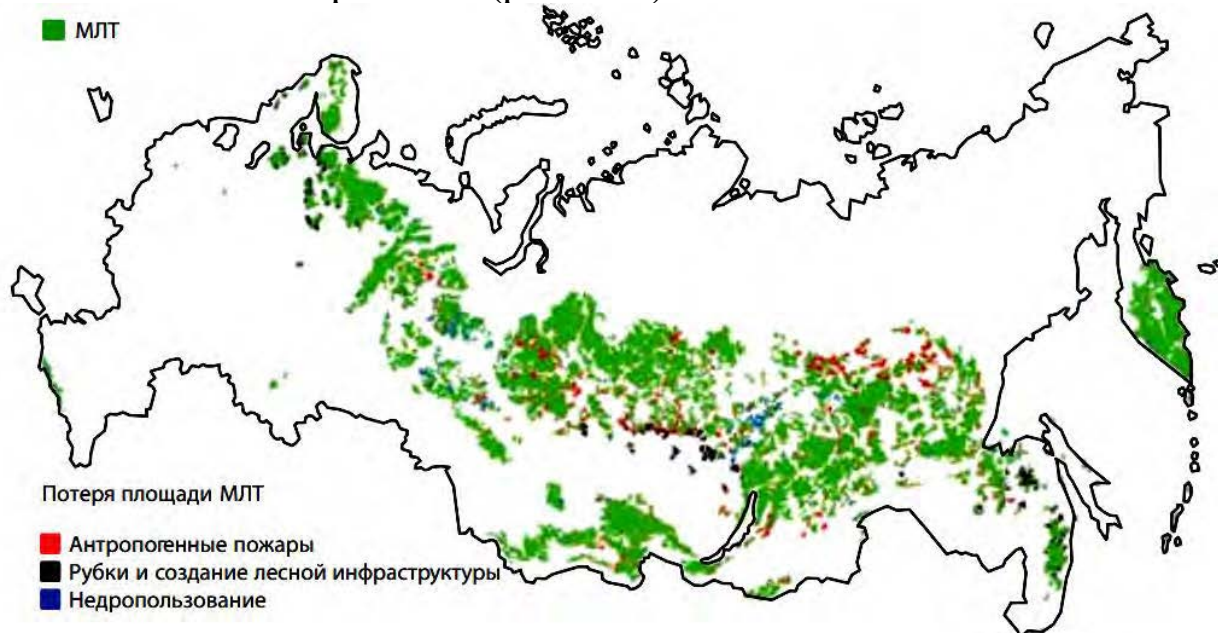 МЛТ
Потеря площади МЛТ
Антропогенные пожары
Рубки и создание лесной инфраструктуры
Недропользование